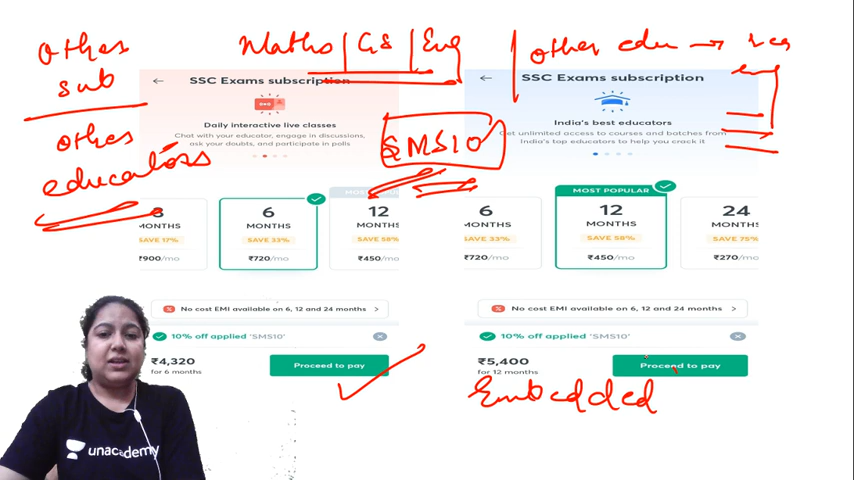 Other
sub
other
educators
Maths | GS | Eng
other edu →
SMS10
←
SSC Exams subscription
Daily interactive live classes
Chat with your educator, engage in discussions,
ask your doubts, and participate in polls
MONTHS
SAVE 17%
₹900/mo
6
MONTHS
SAVE 33%
₹720/mo
12
MONTHS
SAVE 58%
₹450/mo
No cost EMI available on 6, 12 and 24 months
10% off applied 'SMS10'
₹4,320
for 6 months
Proceed to pay
←
SSC Exams subscription
India's best educators
Get unlimited access to courses and batches from
India's top educators to help you crack it
6
MONTHS
SAVE 33%
₹720/mo
MOST POPULAR
12
MONTHS
SAVE 58%
₹450/mo
24
MONTHS
SAVE 75%
₹270/mo
No cost EMI available on 6, 12 and 24 months
10% off applied 'SMS10'
₹5,400
for 12 months
Proceed to pay
Embedded
unacademy